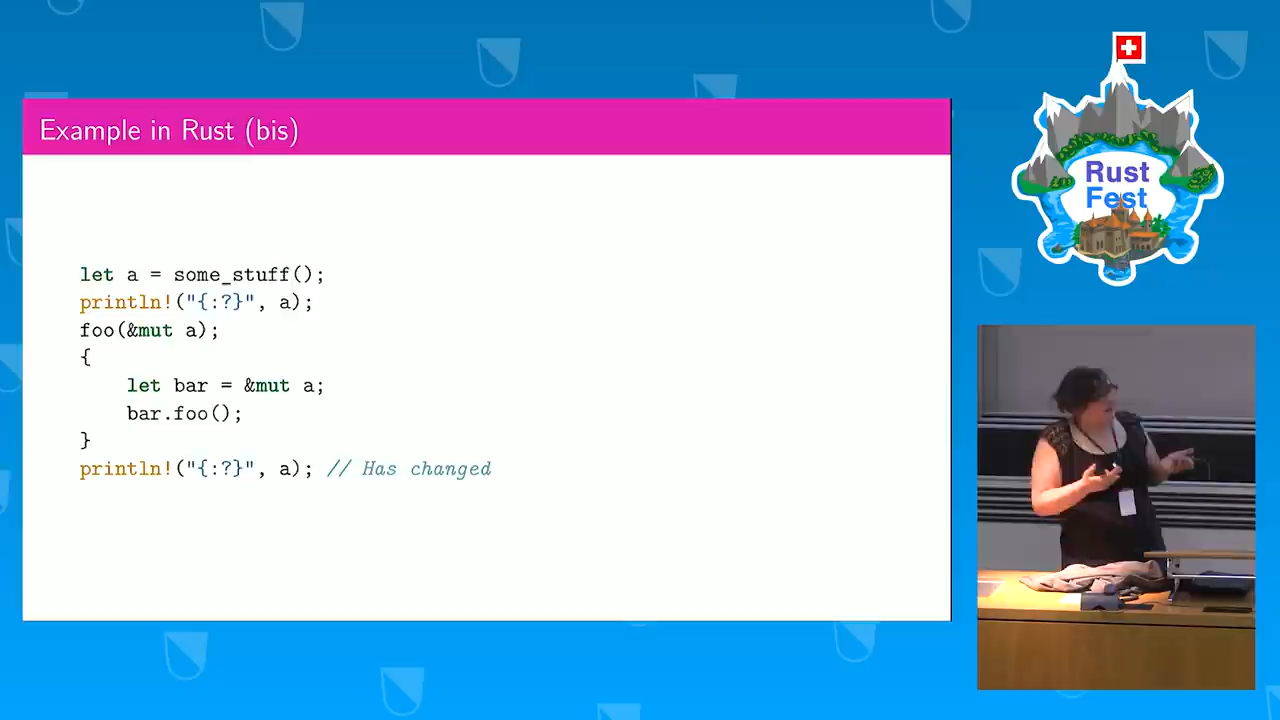 Example in Rust (bis)
let a = some_stuff();
println!("{:?}", a);
foo(&mut a);
{
    let bar = &mut a;
    bar.foo();
}
println!("{:?}", a); // Has changed
Rust
Fest